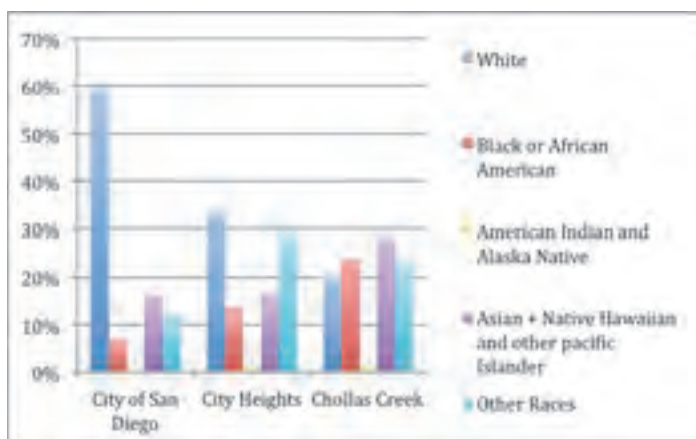 70%
60%
50%
40%
30%
20%
10%
0%
City of San
Diego
City Heights
Chollas Creek
White
Black or African
American
American Indian and
Alaska Native
Asian + Native Hawaiian
and other pacific
Islander
Other Races